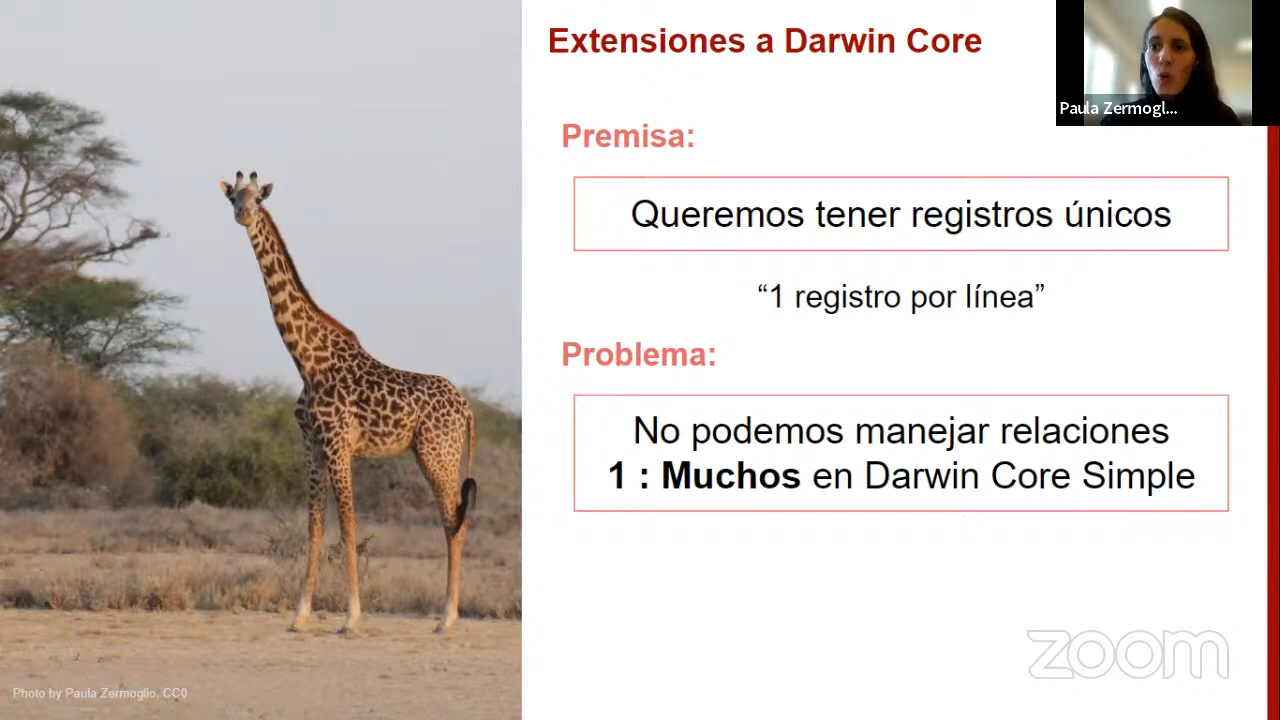 Extensiones a Darwin Core
Paula Zermogl...
Premisa:
Queremos tener registros únicos
“1 registro por línea”
Problema:
No podemos manejar relaciones
1 : Muchos en Darwin Core Simple
zoom
Photo by Paula Zermoglio, CC0